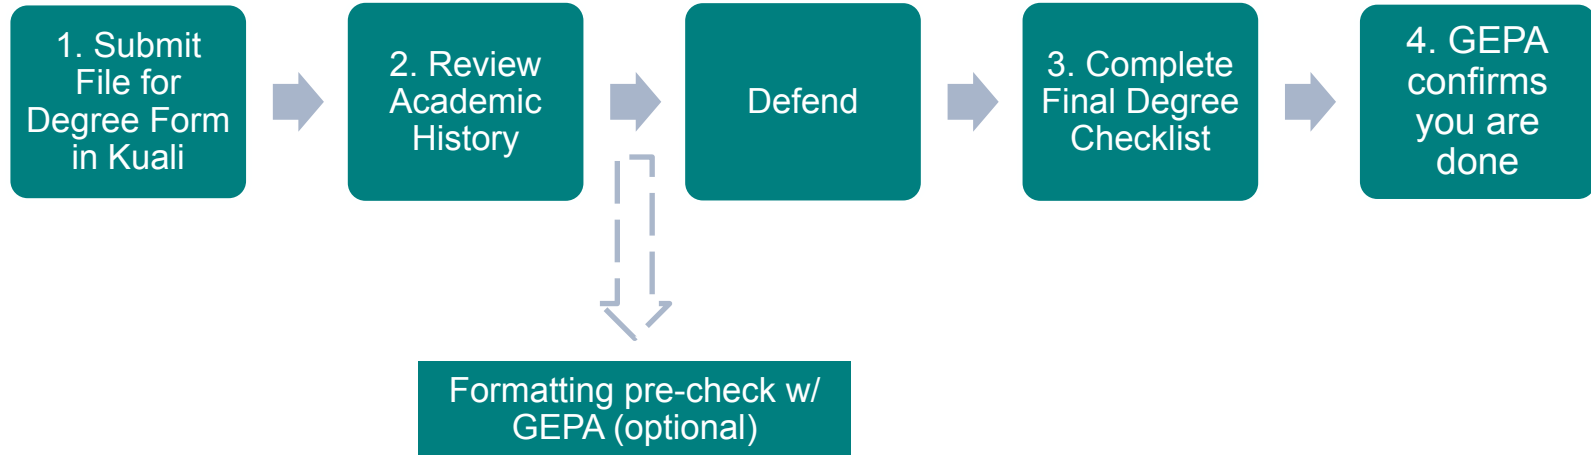 1. Submit
File for
Degree Form
in Kuali
2. Review
Academic
History
Defend
3. Complete
Final Degree
Checklist
4. GEPA
confirms
you are
done
Formatting pre-check w/
GEPA (optional)